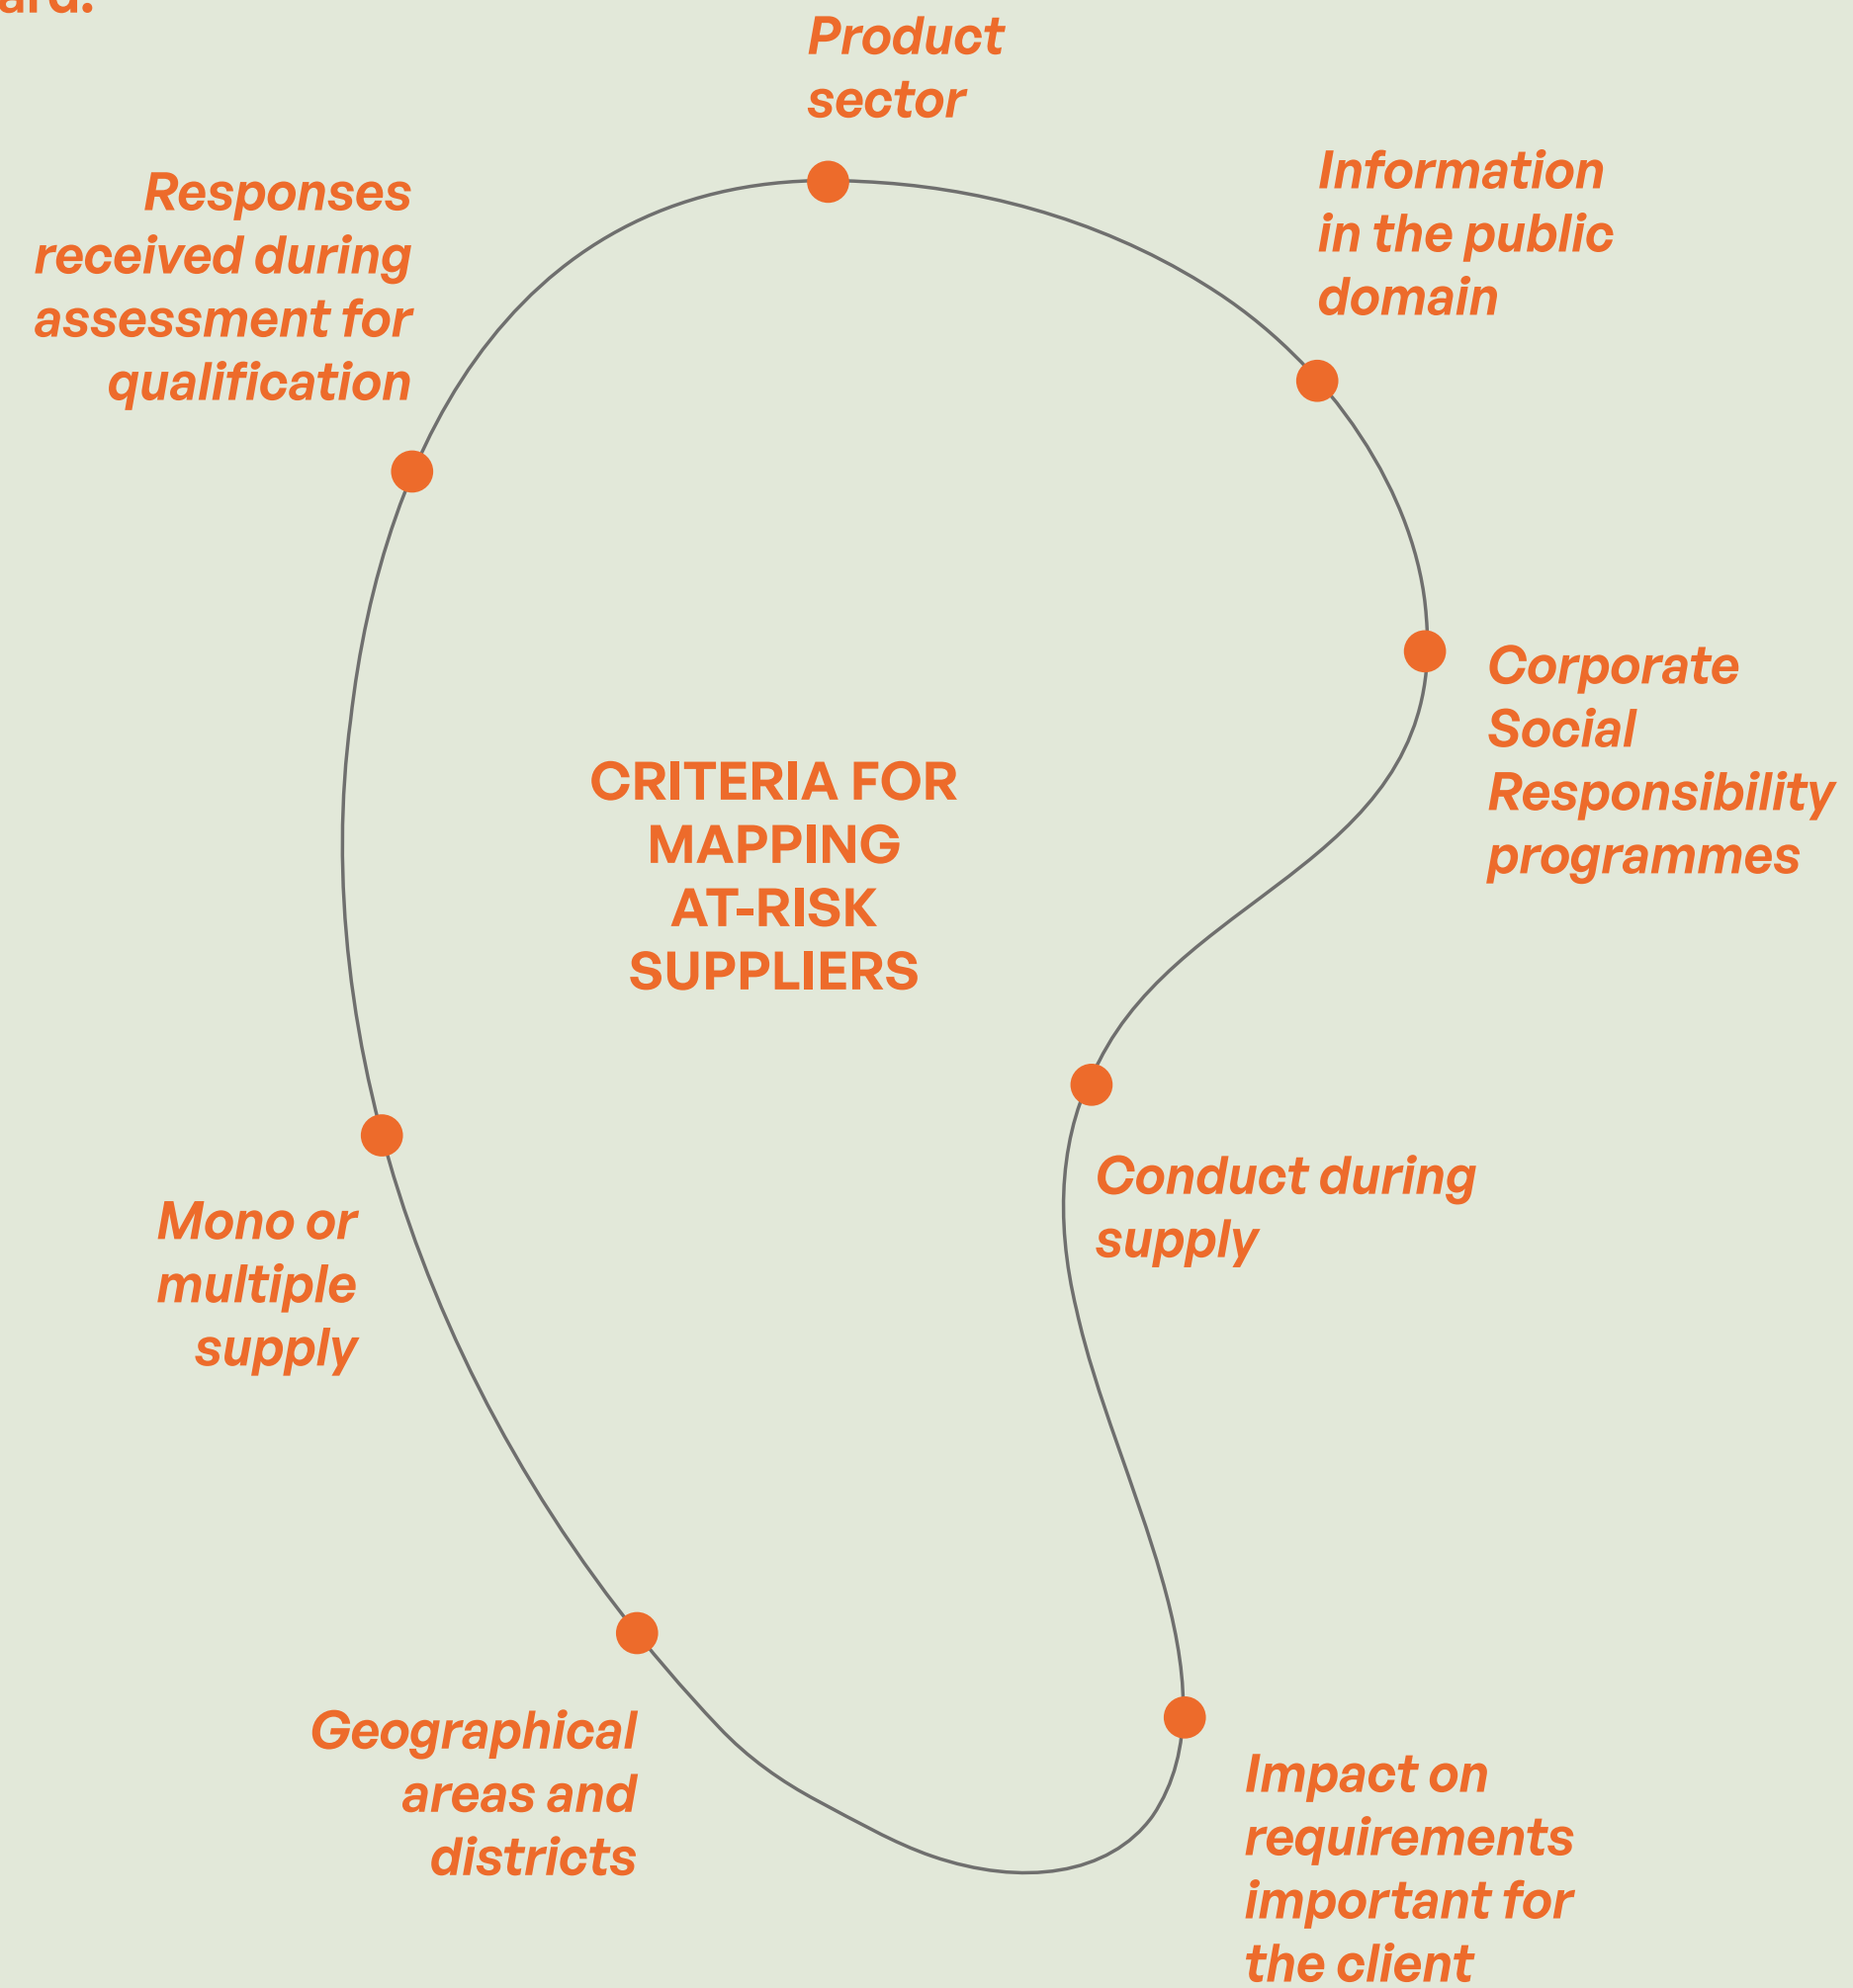 Product
sector
Information
in the public
domain
Responses
received during
assessment for
qualification
Corporate
Social
Responsibility
programmes
CRITERIA FOR
MAPPING
AT-RISK
SUPPLIERS
Conduct during
supply
Mono or
multiple
supply
Geographical
areas and
districts
Impact on
requirements
important for
the client